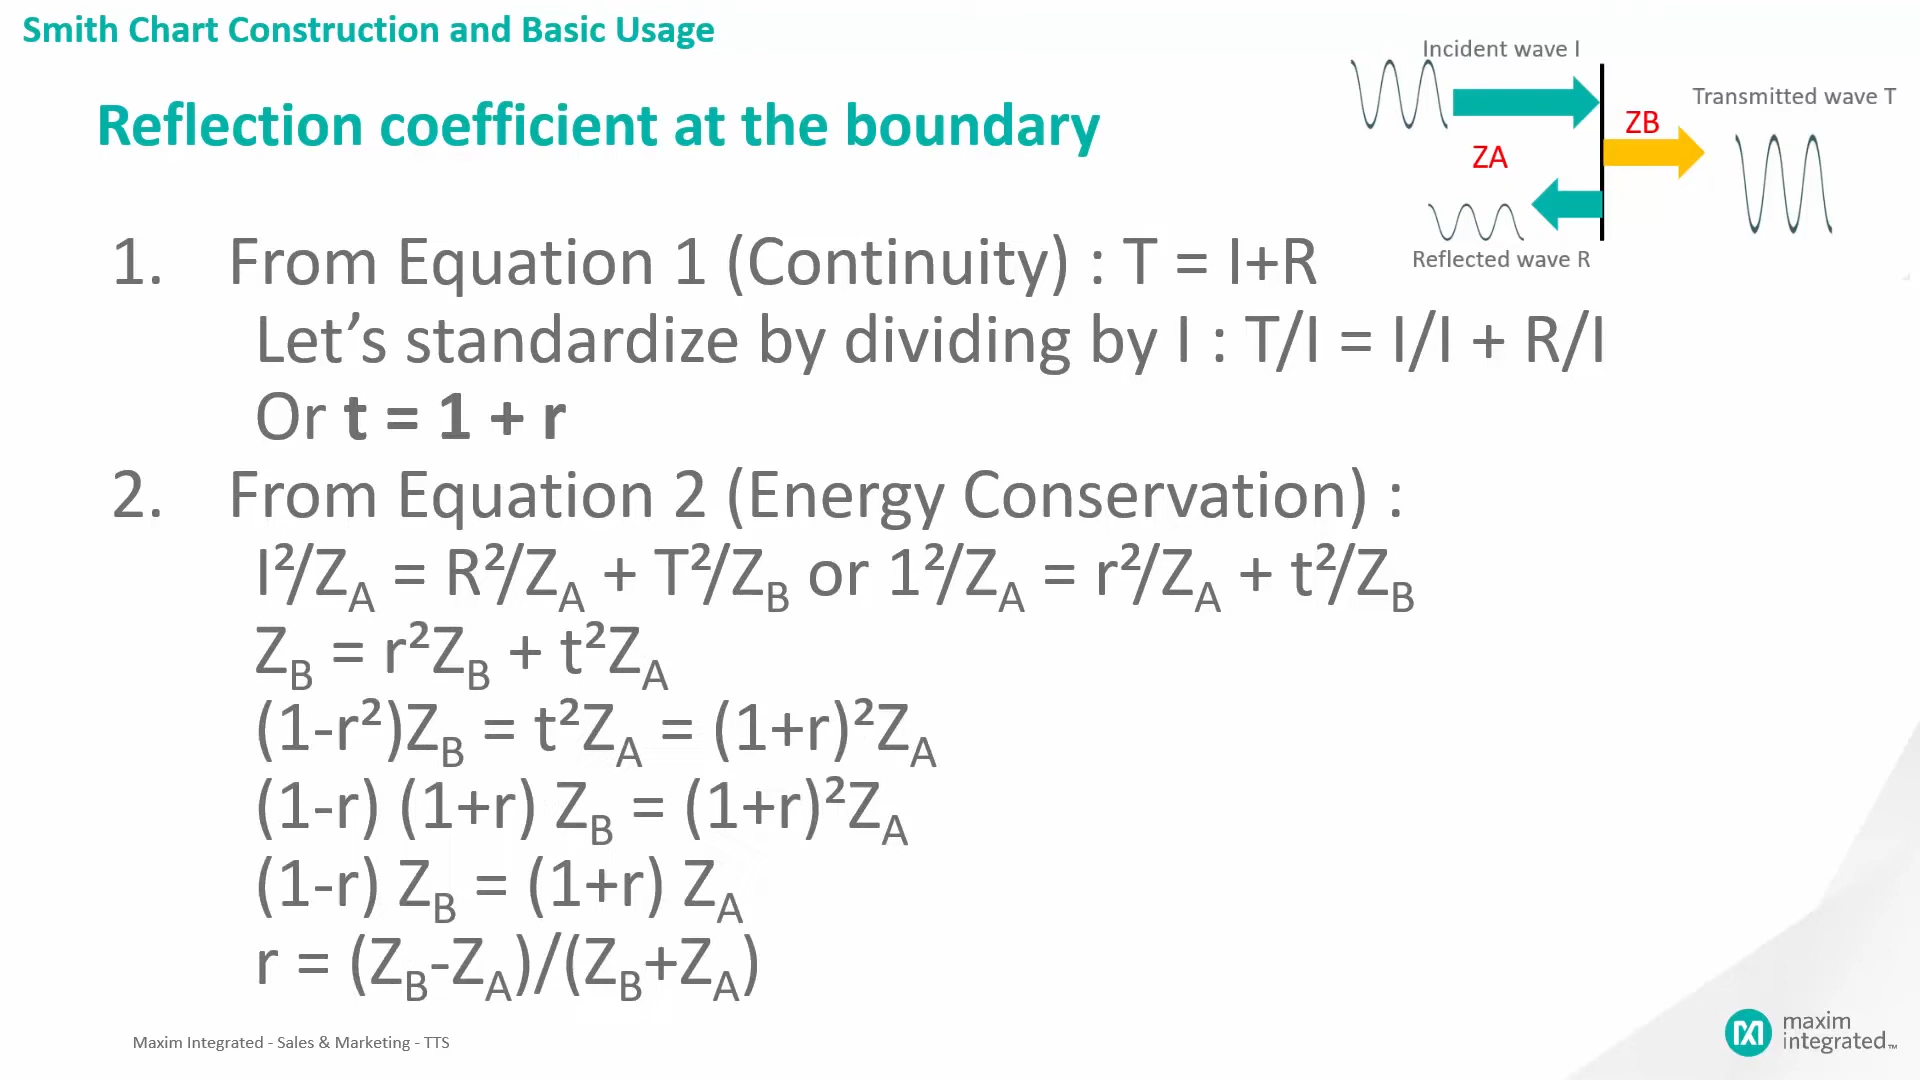 Smith Chart Construction and Basic Usage
Reflection coefficient at the boundary
Incident wave I
Transmitted wave T
ZB
ZA
Reflected wave R
1. From Equation 1 (Continuity) : T = I+R
Let’s standardize by dividing by I : T/I = I/I + R/I
Or t = 1 + r
2. From Equation 2 (Energy Conservation) :
I²/Z_A = R²/Z_A + T²/Z_B or 1²/Z_A = r²/Z_A + t²/Z_B
Z_B = r²Z_B + t²Z_A
(1-r²)Z_B = t²Z_A = (1+r)²Z_A
(1-r) (1+r) Z_B = (1+r)²Z_A
(1-r) Z_B = (1+r) Z_A
r = (Z_B-Z_A)/(Z_B+Z_A)
Maxim Integrated - Sales & Marketing - TTS
maxim
integrated™